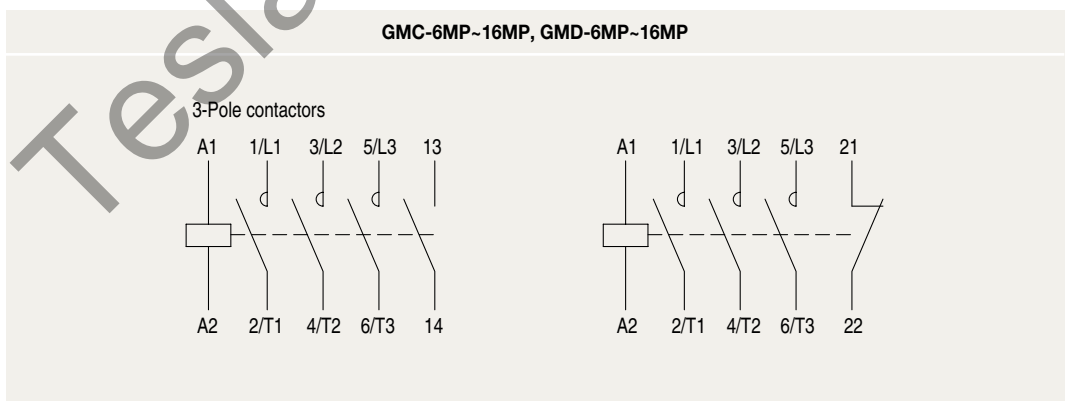 GMC-6MP~16MP, GMD-6MP~16MP
3-Pole contactors
A1 1/L1 3/L2 5/L3 13
A2 2/T1 4/T2 6/T3 14
A1 1/L1 3/L2 5/L3 21
A2 2/T1 4/T2 6/T3 22